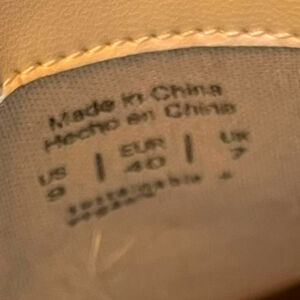 Made in China
Hecho en China
US | EUR | UK
9 | 40 | 7